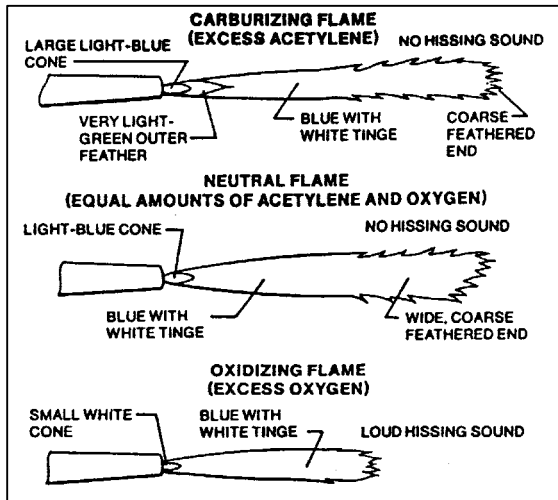 CARBURIZING FLAME
(EXCESS ACETYLENE)
LARGE LIGHT-BLUE
CONE
NO HISSING SOUND
VERY LIGHT-
GREEN OUTER
FEATHER
BLUE WITH
WHITE TINGE
COARSE
FEATHERED
END
NEUTRAL FLAME
(EQUAL AMOUNTS OF ACETYLENE AND OXYGEN)
LIGHT-BLUE CONE
NO HISSING SOUND
BLUE WITH
WHITE TINGE
WIDE, COARSE
FEATHERED END
OXIDIZING FLAME
(EXCESS OXYGEN)
SMALL WHITE
CONE
BLUE WITH
WHITE TINGE
LOUD HISSING SOUND